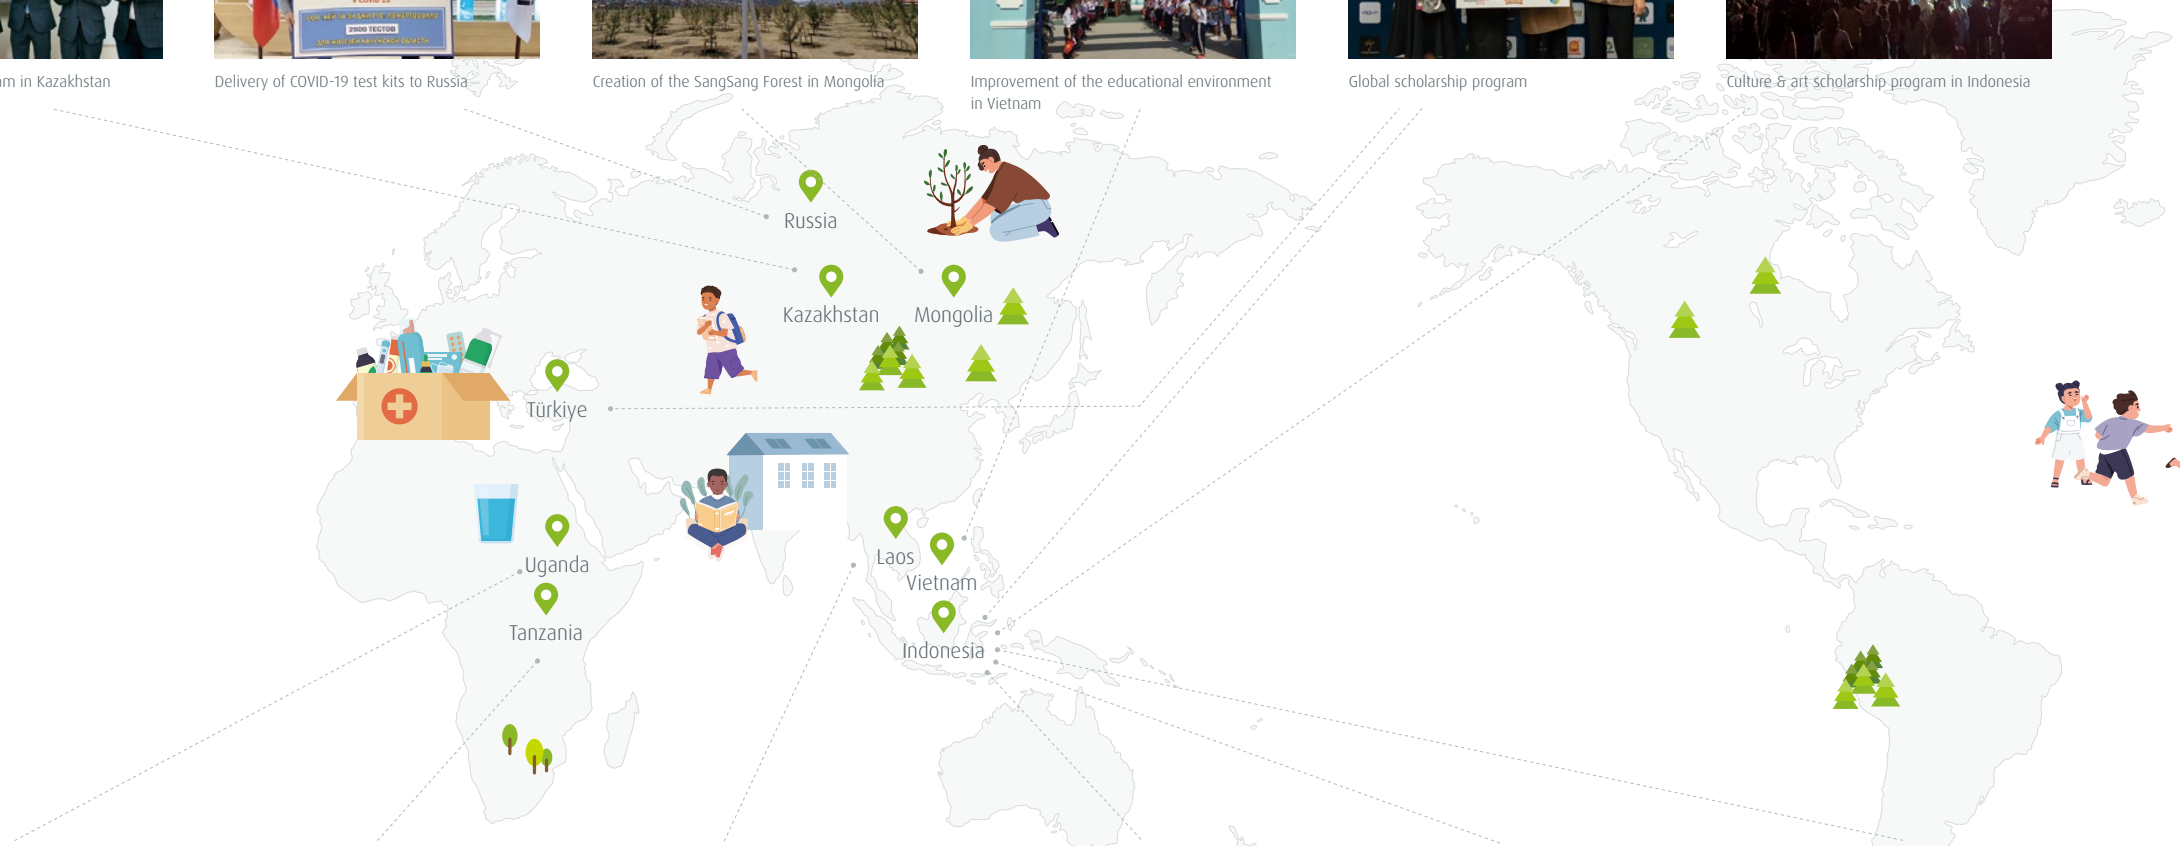 2800 ТЕСТОВ
am in Kazakhstan
Delivery of COVID-19 test kits to Russia
Creation of the SangSang Forest in Mongolia
Improvement of the educational environment
in Vietnam
Global scholarship program
Culture & art scholarship program in Indonesia
Russia
Kazakhstan
Mongolia
Türkiye
Laos
Uganda
Vietnam
Tanzania
Indonesia